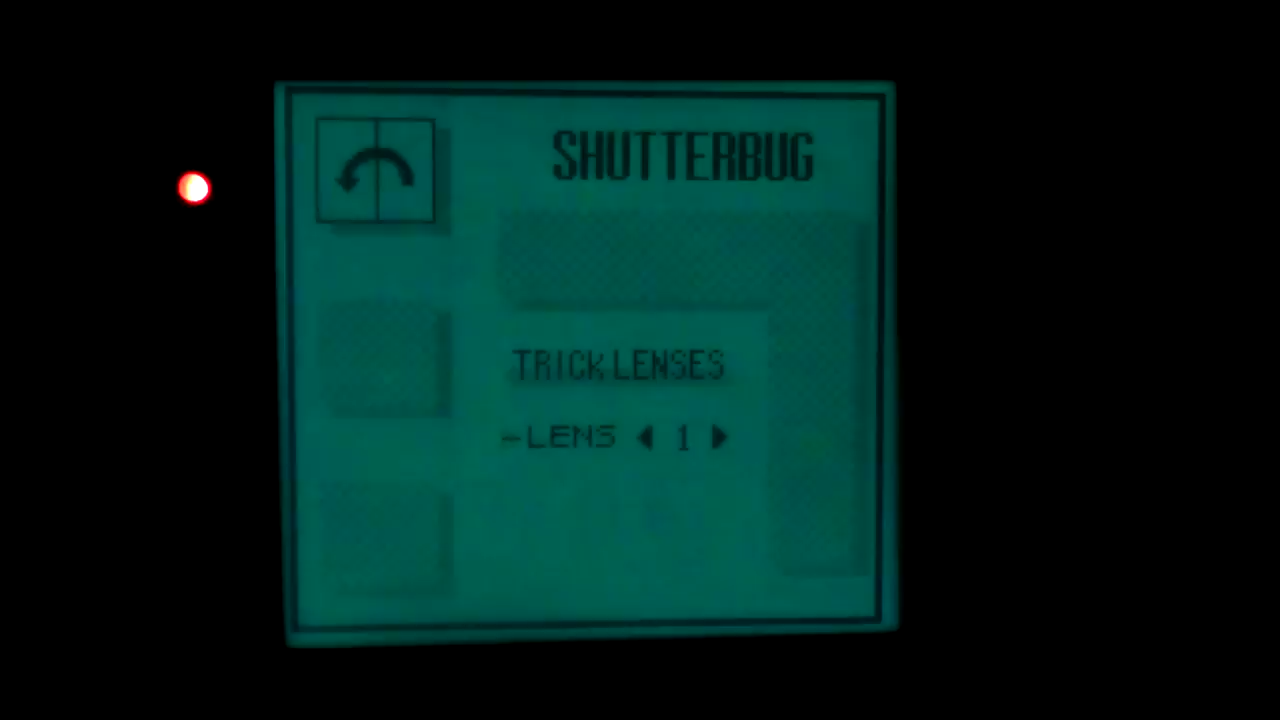 SHUTTERBUG
TRICK LENSES
-LENS ◀ 1 ▶